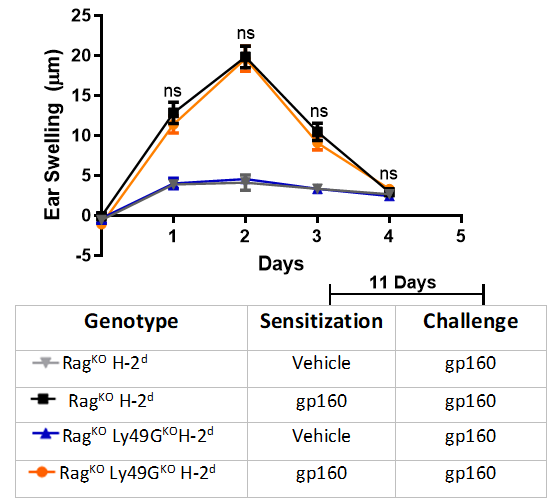 25
20
15
10
5
0
-5
Ear Swelling (μm)
ns
ns
ns
ns
1 2 3 4 5
Days
11 Days
Genotype Sensitization Challenge
Rag^KO H-2^d Vehicle gp160
Rag^KO H-2^d gp160 gp160
Rag^KO Ly49G^KOH-2^d Vehicle gp160
Rag^KO Ly49G^KO H-2^d gp160 gp160